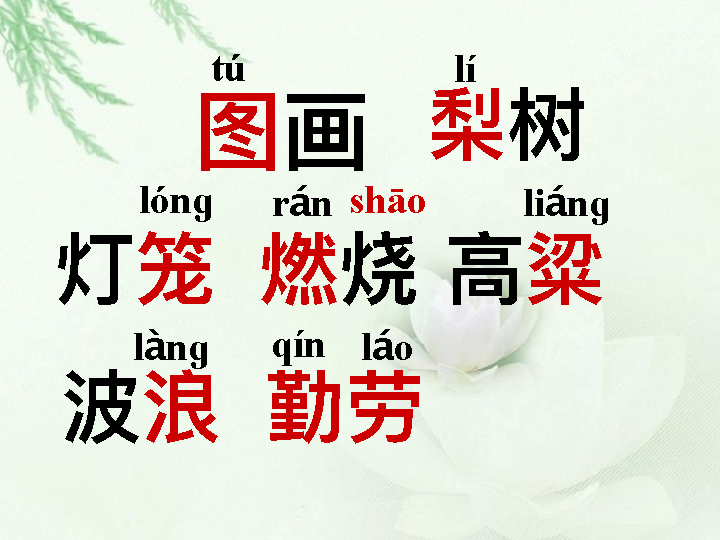 tú lí
图画 梨树
lóng rán shāo liáng
灯笼 燃烧 高粱
làng qín láo
波浪 勤劳